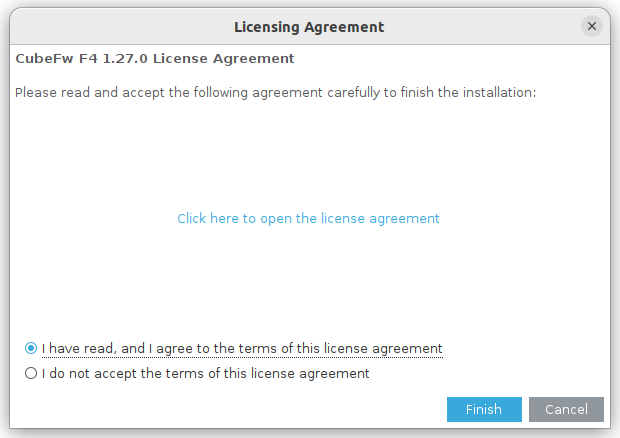 Licensing Agreement
CubeFw F4 1.27.0 License Agreement
Please read and accept the following agreement carefully to finish the installation:
Click here to open the license agreement
I have read, and I agree to the terms of this license agreement
I do not accept the terms of this license agreement
Finish Cancel